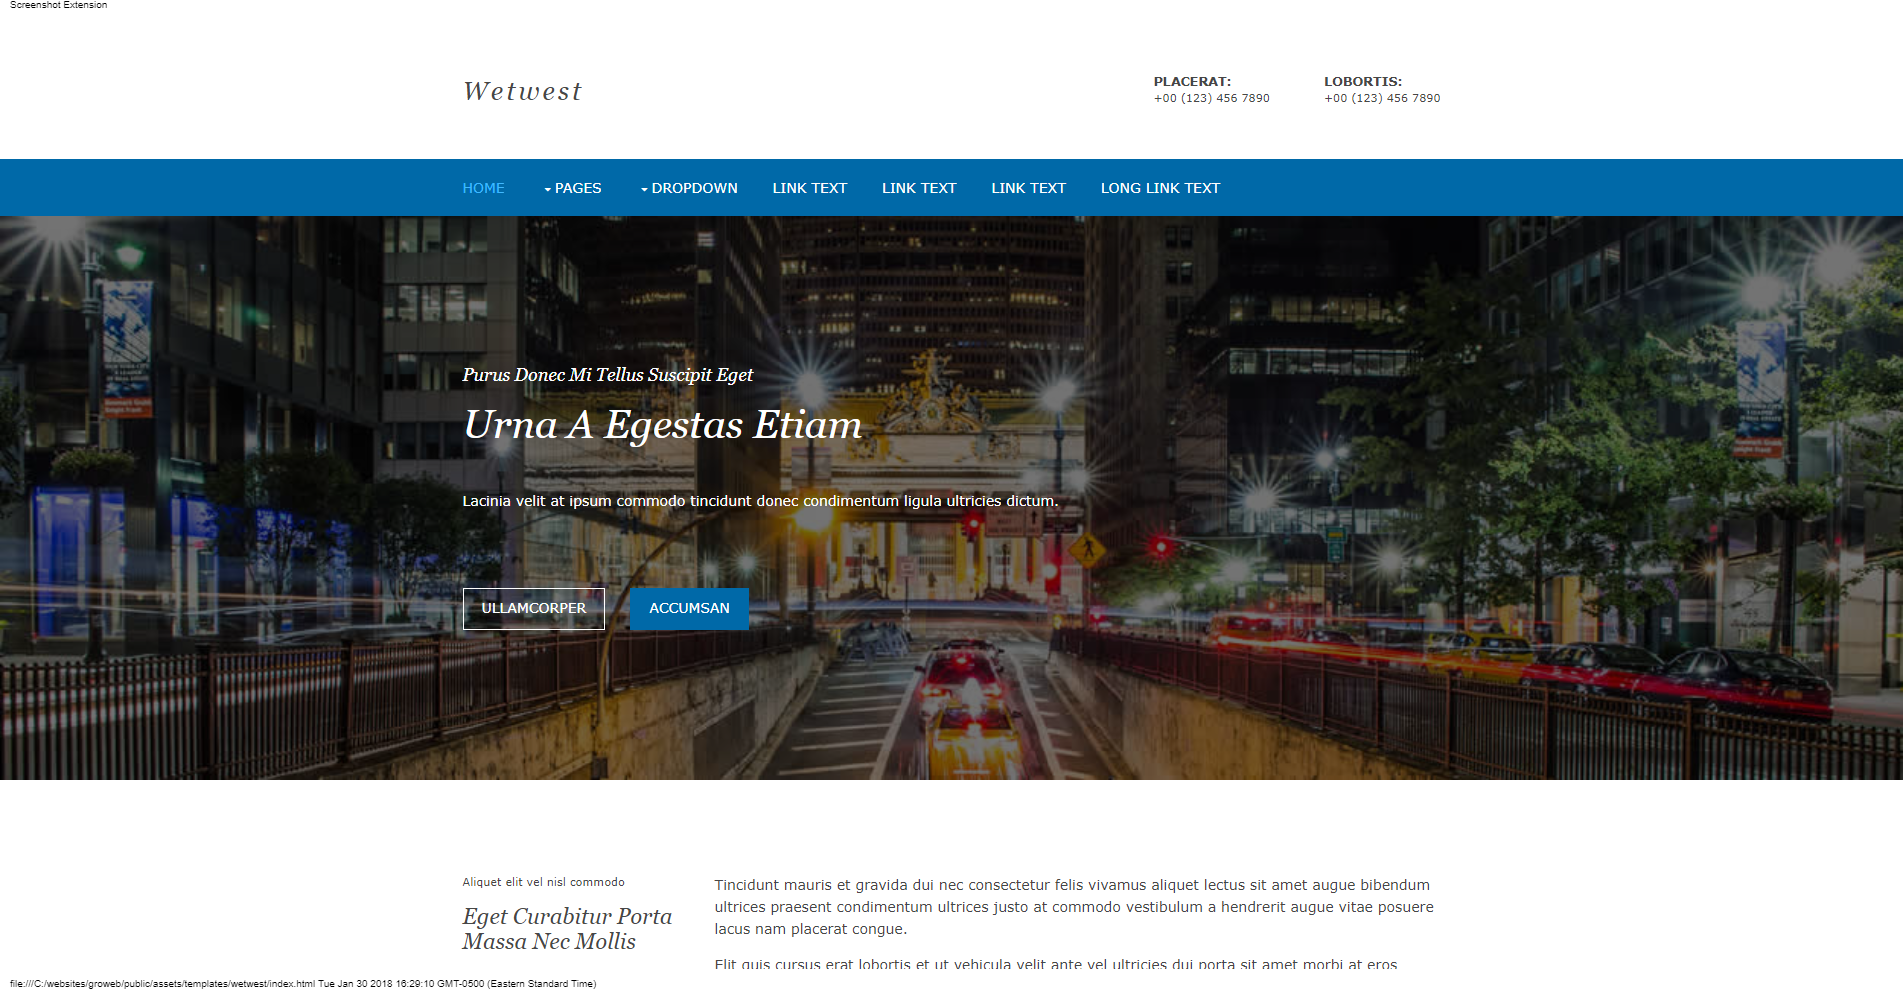 Screenshot Extension
Wetwest
PLACERAT:
+00 (123) 456 7890
LOBORTIS:
+00 (123) 456 7890
HOME PAGES DROPDOWN LINK TEXT LINK TEXT LINK TEXT LONG LINK TEXT
Purus Donec Mi Tellus Suscipit Eget
Urna A Egestas Etiam
Lacinia velit at ipsum commodo tincidunt donec condimentum ligula ultricies dictum.
ULLAMCORPER ACCUMSAN
Aliquet elit vel nisl commodo
Eget Curabitur Porta
Massa Nec Mollis
Tincidunt mauris et gravida dui nec consectetur felis vivamus aliquet lectus sit amet augue bibendum
ultrices praesent condimentum ultrices justo at commodo vestibulum a hendrerit augue vitae posuere
lacus nam placerat congue.
Elit quis cursus erat lobortis et ut vehicula velit ante vel ultricies dui porta sit amet morbi at eros
file:///C:/websites/groweb/public/assets/templates/wetwest/index.html Tue Jan 30 2018 16:29:10 GMT-0500 (Eastern Standard Time)